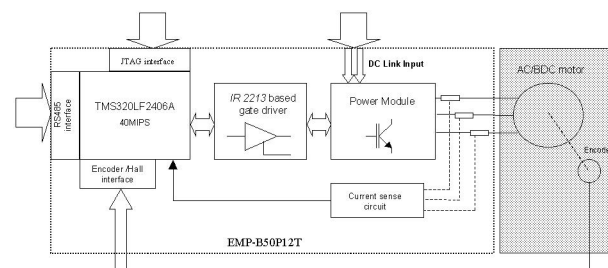 JTAG interface
DC Link Input
AC/BDC motor
RS485
interface
TMS320LF2406A
40MIPS
IR 2213 based
gate driver
Power Module
Encoder /Hall
interface
Encode
Current sense
circuit
EMP-B50P12T